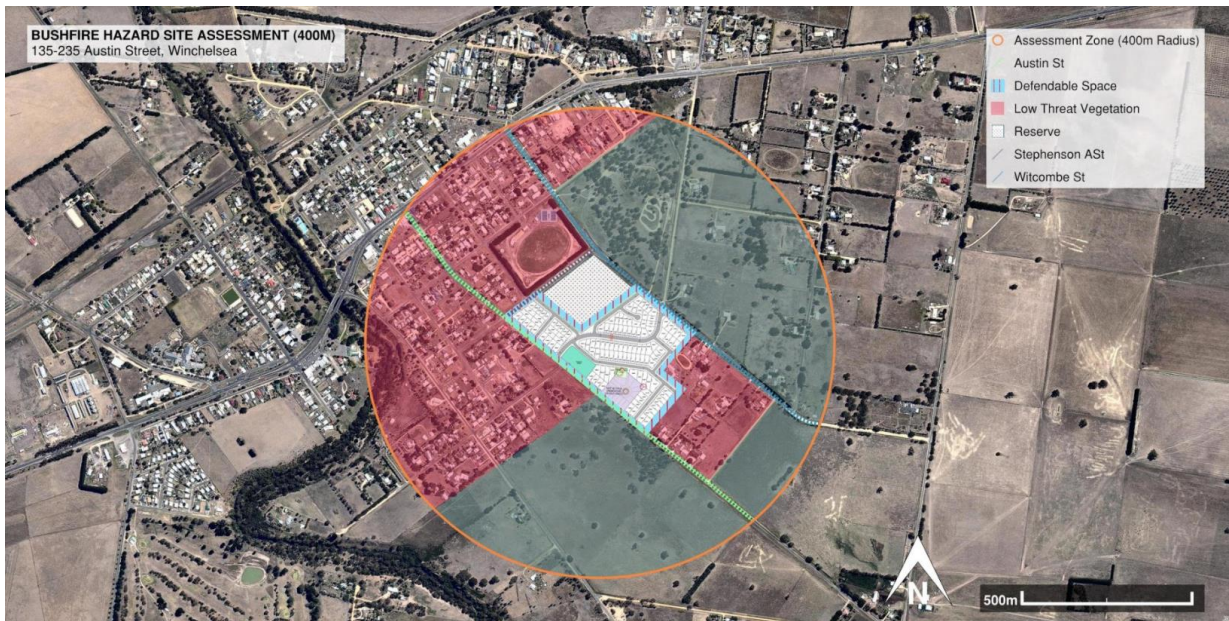 BUSHFIRE HAZARD SITE ASSESSMENT (400M)
135-235 Austin Street, Winchelsea
Assessment Zone (400m Radius)
Austin St
Defendable Space
Low Threat Vegetation
Reserve
Stephenson ASt
Witcombe St
N
500m